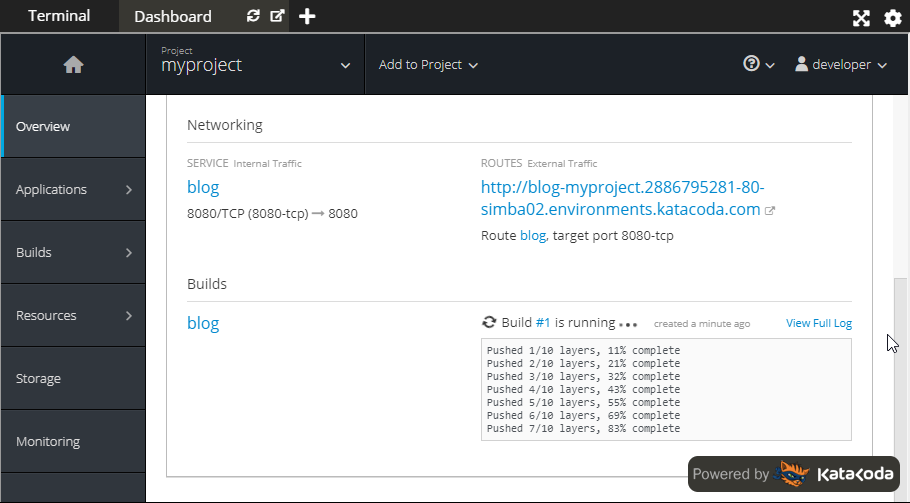 Terminal
Dashboard
Project
myproject
Add to Project
developer
Overview
Applications
Builds
Resources
Storage
Monitoring
Networking
SERVICE Internal Traffic
blog
8080/TCP (8080-tcp) → 8080
ROUTES External Traffic
http://blog-myproject.2886795281-80-
simba02.environments.katacoda.com
Route blog, target port 8080-tcp
Builds
blog
Build #1 is running ... created a minute ago View Full Log
Pushed 1/10 layers, 11% complete
Pushed 2/10 layers, 21% complete
Pushed 3/10 layers, 32% complete
Pushed 4/10 layers, 43% complete
Pushed 5/10 layers, 55% complete
Pushed 6/10 layers, 69% complete
Pushed 7/10 layers, 83% complete
Powered by KATACODA